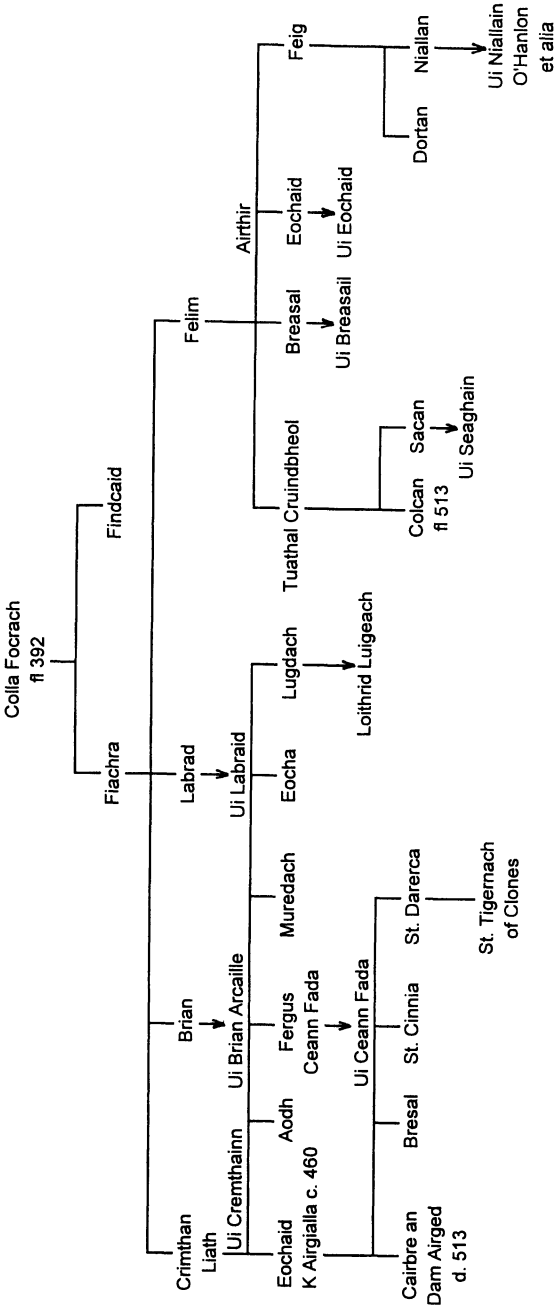 Colla Focrach
fl 392
Fiachra
Findcaid
Crimthan
Liath
Brian
Labrad
Felim
Ui Cremthainn
Ui Brian Arcaille
Ui Labraid
Airthir
Eochaid
K Airgialla c. 460
Aodh
Fergus
Ceann Fada
Muredach
Eocha
Lugdach
Tuathal Cruindbheol
Breasal
Eochaid
Feig
Ui Ceann Fada
Loithrid Luigeach
Ui Breasail
Ui Eochaid
Cairbre an
Dam Airged
d. 513
Bresal
St. Cinnia
St. Darerca
Colcan
fl 513
Sacan
Dortan
Niallan
St. Tigernach
of Clones
Ui Seaghain
Ui Niallain
O'Hanlon
et alia